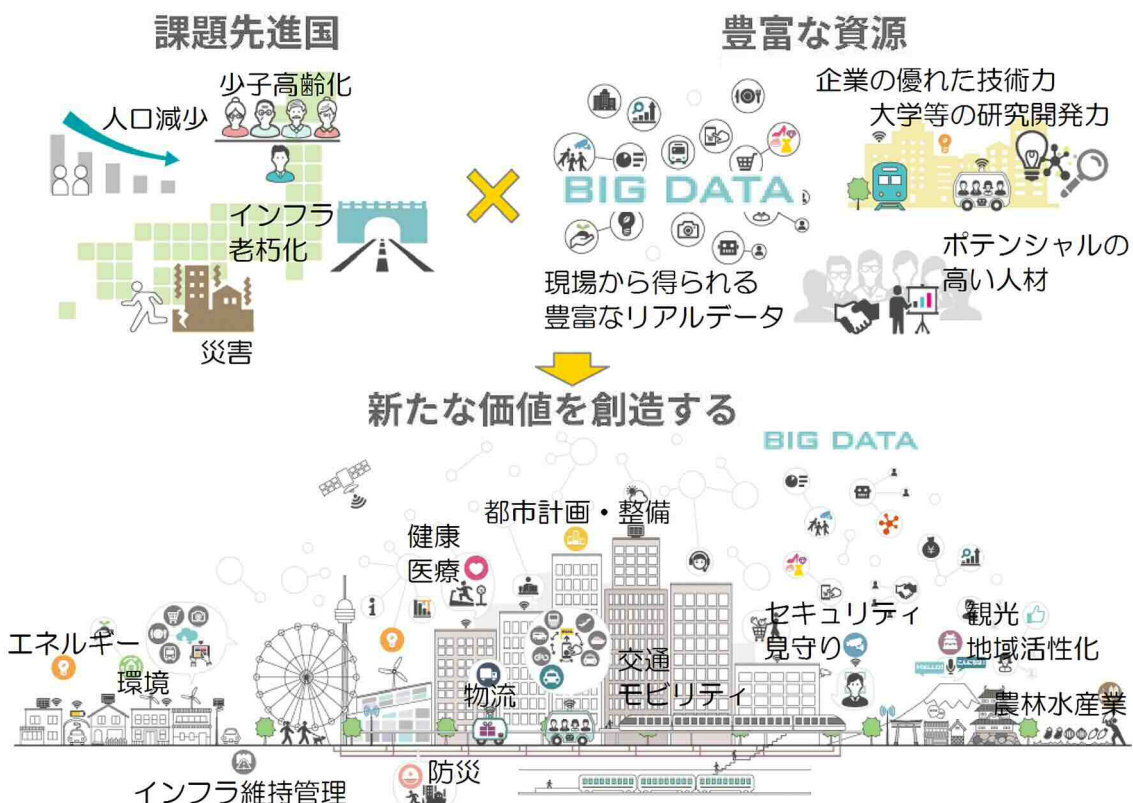 課題先進国
人口減少
少子高齢化
インフラ
老朽化
災害
豊富な資源
BIG DATA
現場から得られる
豊富なリアルデータ
企業の優れた技術力
大学等の研究開発力
ポテンシャルの
高い人材
新たな価値を創造する
BIG DATA
都市計画・整備
健康
医療
エネルギー
環境
物流
交通
モビリティ
セキュリティ
見守り
観光
地域活性化
HELLO!
こんにちは!
農林水産業
インフラ維持管理
防災